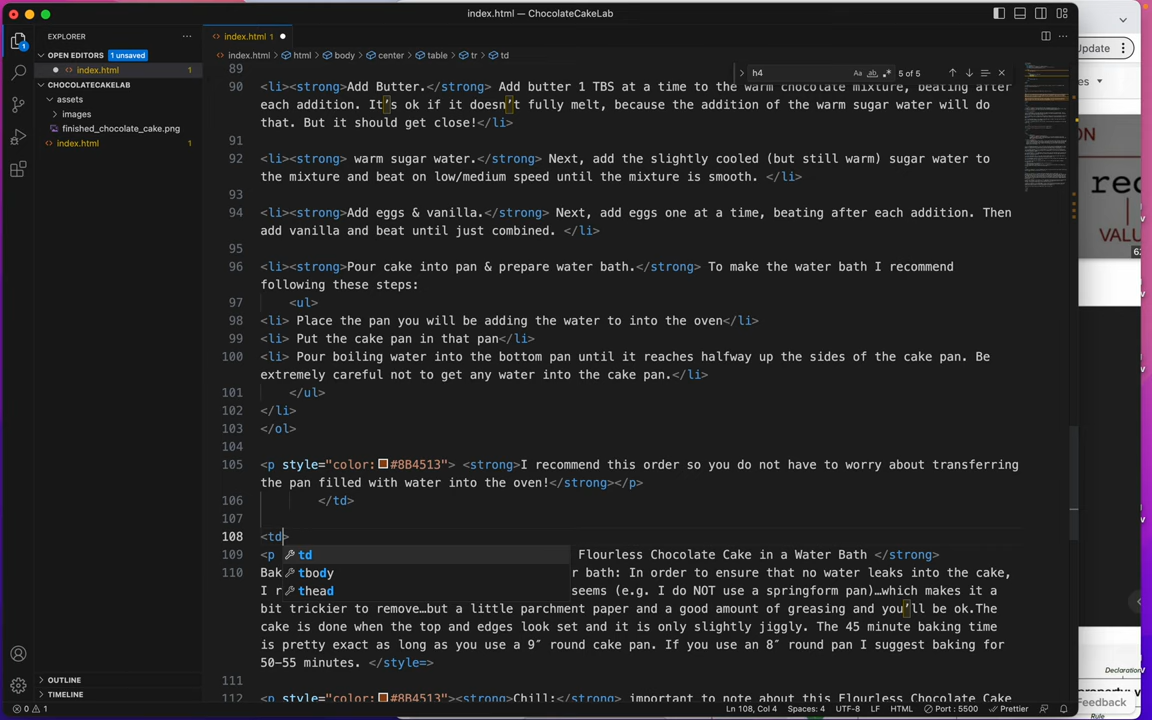 index.html — ChocolateCakeLab
EXPLORER
index.html 1
Update
OPEN EDITORS 1 unsaved
index.html > html > body > center > table > tr > td
index.html 1
h4 Aa ab .* 5 of 5
CHOCOLATECAKELAB
assets
images
finished_chocolate_cake.png
index.html 1
89
90 <li><strong>Add Butter.</strong> Add butter 1 TBS at a time to the warm chocolate mixture, beating after
each addition. It’s ok if it doesn’t fully melt, because the addition of the warm sugar water will do
that. But it should get close!</li>
91
92 <li><strong> warm sugar water.</strong> Next, add the slightly cooled (but still warm) sugar water to
the mixture and beat on low/medium speed until the mixture is smooth. </li>
93
94 <li><strong>Add eggs & vanilla.</strong> Next, add eggs one at a time, beating after each addition. Then
add vanilla and beat until just combined. </li>
95
96 <li><strong>Pour cake into pan & prepare water bath.</strong> To make the water bath I recommend
following these steps:
97 <ul>
98 <li> Place the pan you will be adding the water to into the oven</li>
99 <li> Put the cake pan in that pan</li>
100 <li> Pour boiling water into the bottom pan until it reaches halfway up the sides of the cake pan. Be
extremely careful not to get any water into the cake pan.</li>
101 </ul>
102 </li>
103 </ol>
104
105 <p style="color:#8B4513"> <strong>I recommend this order so you do not have to worry about transferring
the pan filled with water into the oven!</strong></p>
106 </td>
107
108 <td>
109 <p Flourless Chocolate Cake in a Water Bath </strong>
td
tbody
thead
110 Bak r bath: In order to ensure that no water leaks into the cake,
I r seems (e.g. I do NOT use a springform pan)…which makes it a
bit trickier to remove…but a little parchment paper and a good amount of greasing and you’ll be ok.The
cake is done when the top and edges look set and it is only slightly jiggly. The 45 minute baking time
is pretty exact as long as you use a 9″ round cake pan. If you use an 8″ round pan I suggest baking for
50–55 minutes. </style=>
111
112 <p style="color:#8B4513"><strong>Chill:</strong> important to note about this Flourless Chocolate Cake
OUTLINE
TIMELINE
0 1
Ln 108, Col 4 Spaces: 4 UTF-8 LF HTML Port : 5500 Prettier
ON
rec
VALU
Declaration
property: v
Feedback
Rule